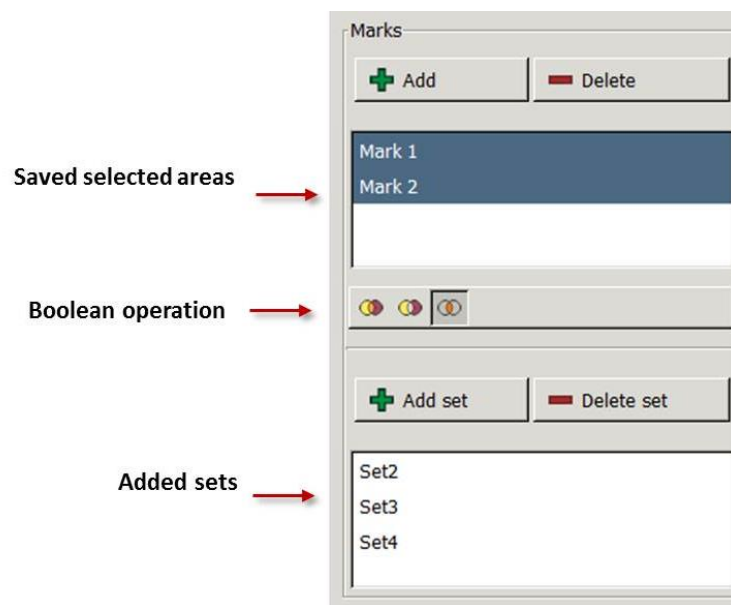 Marks
Add
Delete
Saved selected areas
Mark 1
Mark 2
Boolean operation
Add set
Delete set
Added sets
Set2
Set3
Set4